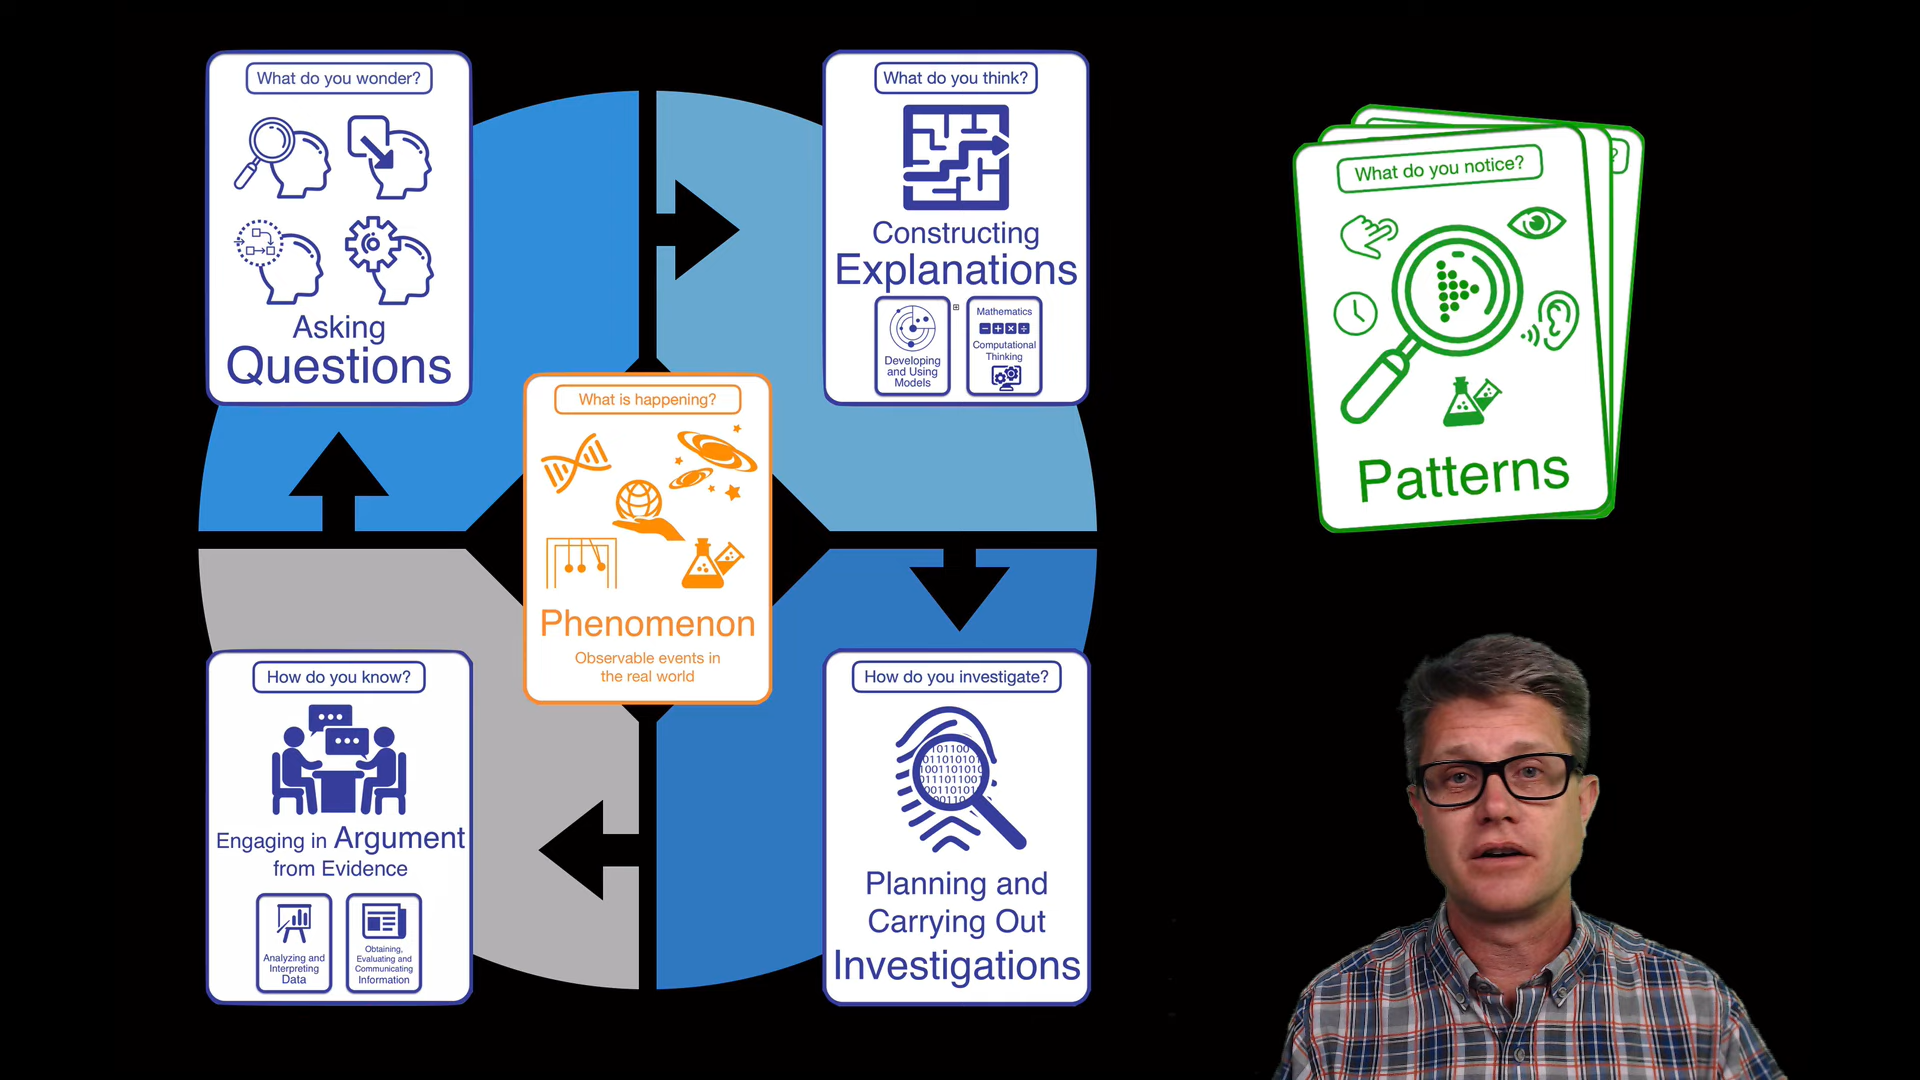 What do you wonder?
Asking
Questions
What do you think?
Constructing
Explanations
Developing
and Using
Models
Mathematics
Computational
Thinking
What is happening?
Phenomenon
Observable events in
the real world
How do you know?
Engaging in Argument
from Evidence
Analyzing and
Interpreting
Data
Obtaining,
Evaluating and
Communicating
Information
How do you investigate?
Planning and
Carrying Out
Investigations
What do you notice?
Patterns
?